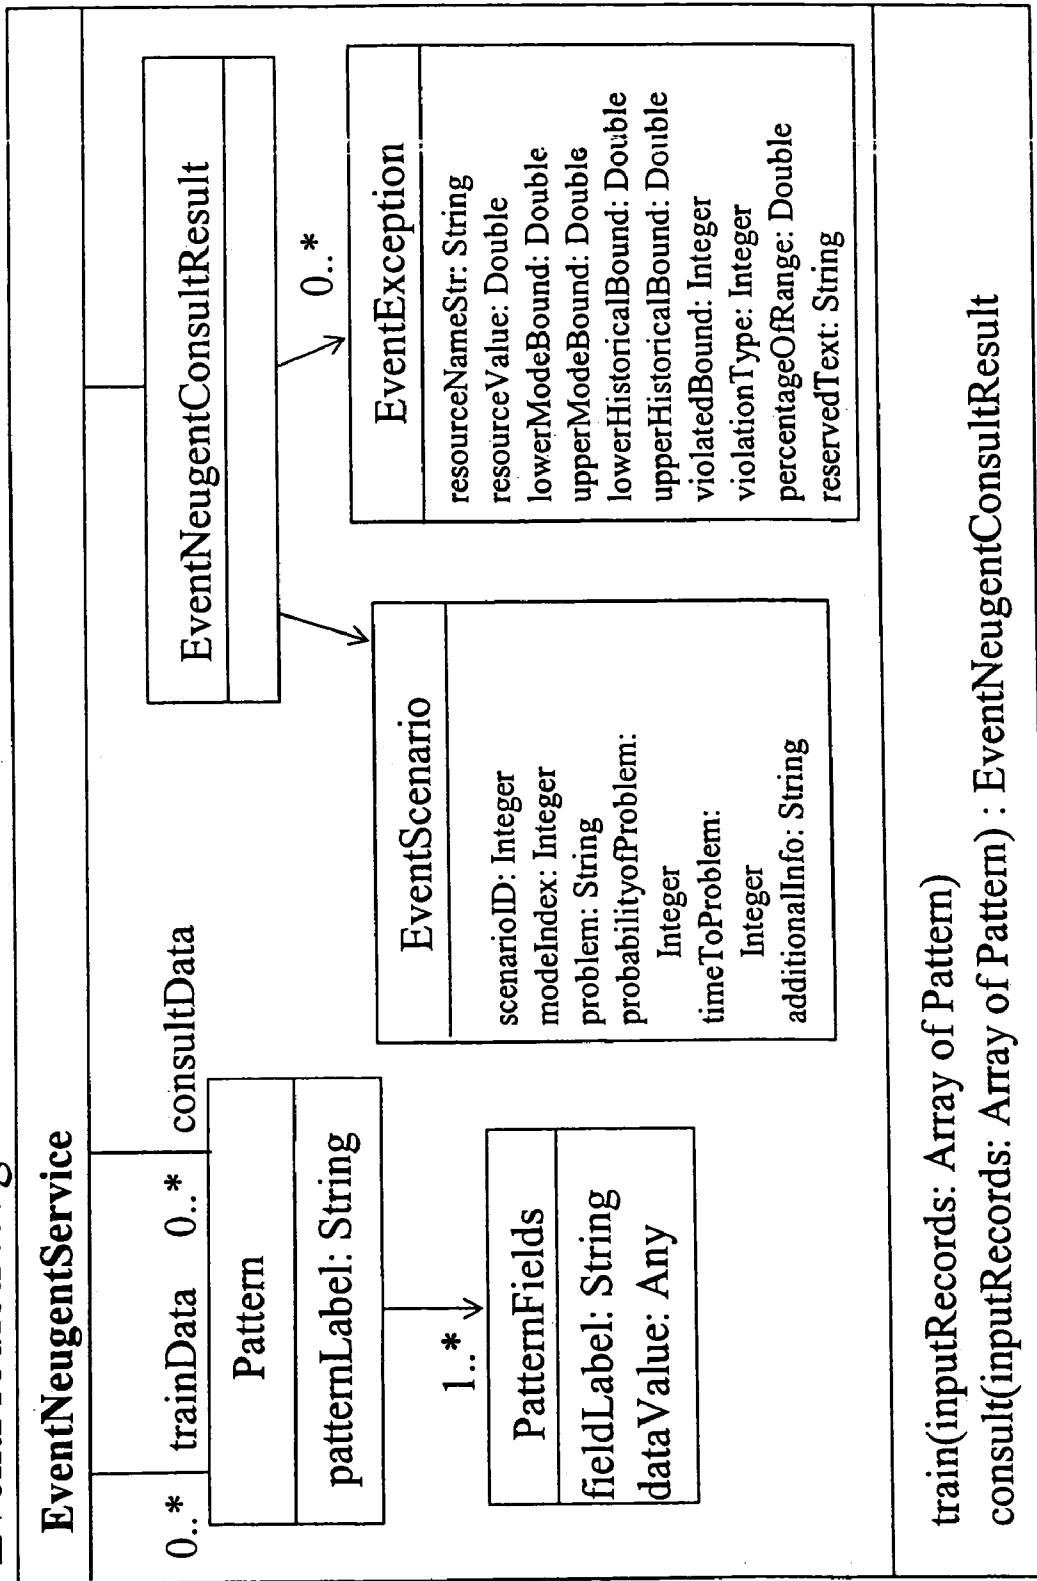 EventNeugentService
0..* trainData 0..* consultData
Pattern
patternLabel: String
1..*
PatternFields
fieldLabel: String
dataValue: Any
EventNeugentConsultResult
0..*
EventScenario
scenarioID: Integer
modeIndex: Integer
problem: String
probabilityofProblem:
Integer
timeToProblem:
Integer
additionalInfo: String
EventException
resourceNameStr: String
resourceValue: Double
lowerModeBound: Double
upperModeBound: Double
lowerHistoricalBound: Double
upperHistoricalBound: Double
violatedBound: Integer
violationType: Integer
percentageOfRange: Double
reservedText: String
train(inputRecords: Array of Pattern)
consult(inputRecords: Array of Pattern) : EventNeugentConsultResult